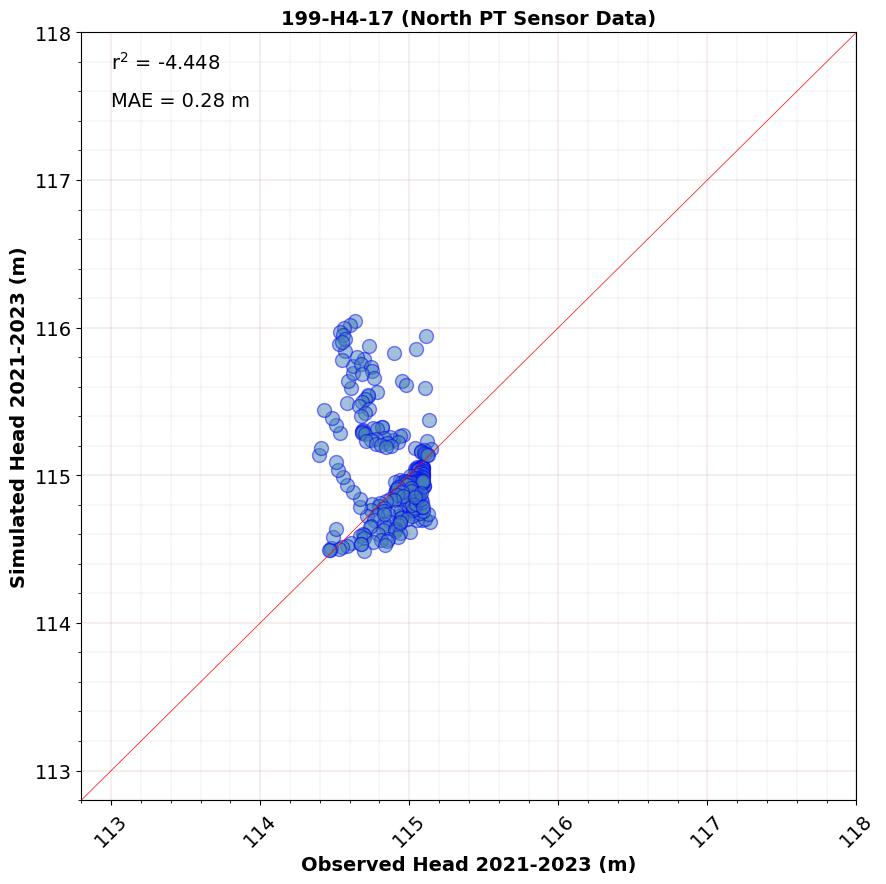 199-H4-17 (North PT Sensor Data)
r² = -4.448
MAE = 0.28 m
118
117
116
115
114
113
Simulated Head 2021-2023 (m)
113
114
115
116
117
118
Observed Head 2021-2023 (m)